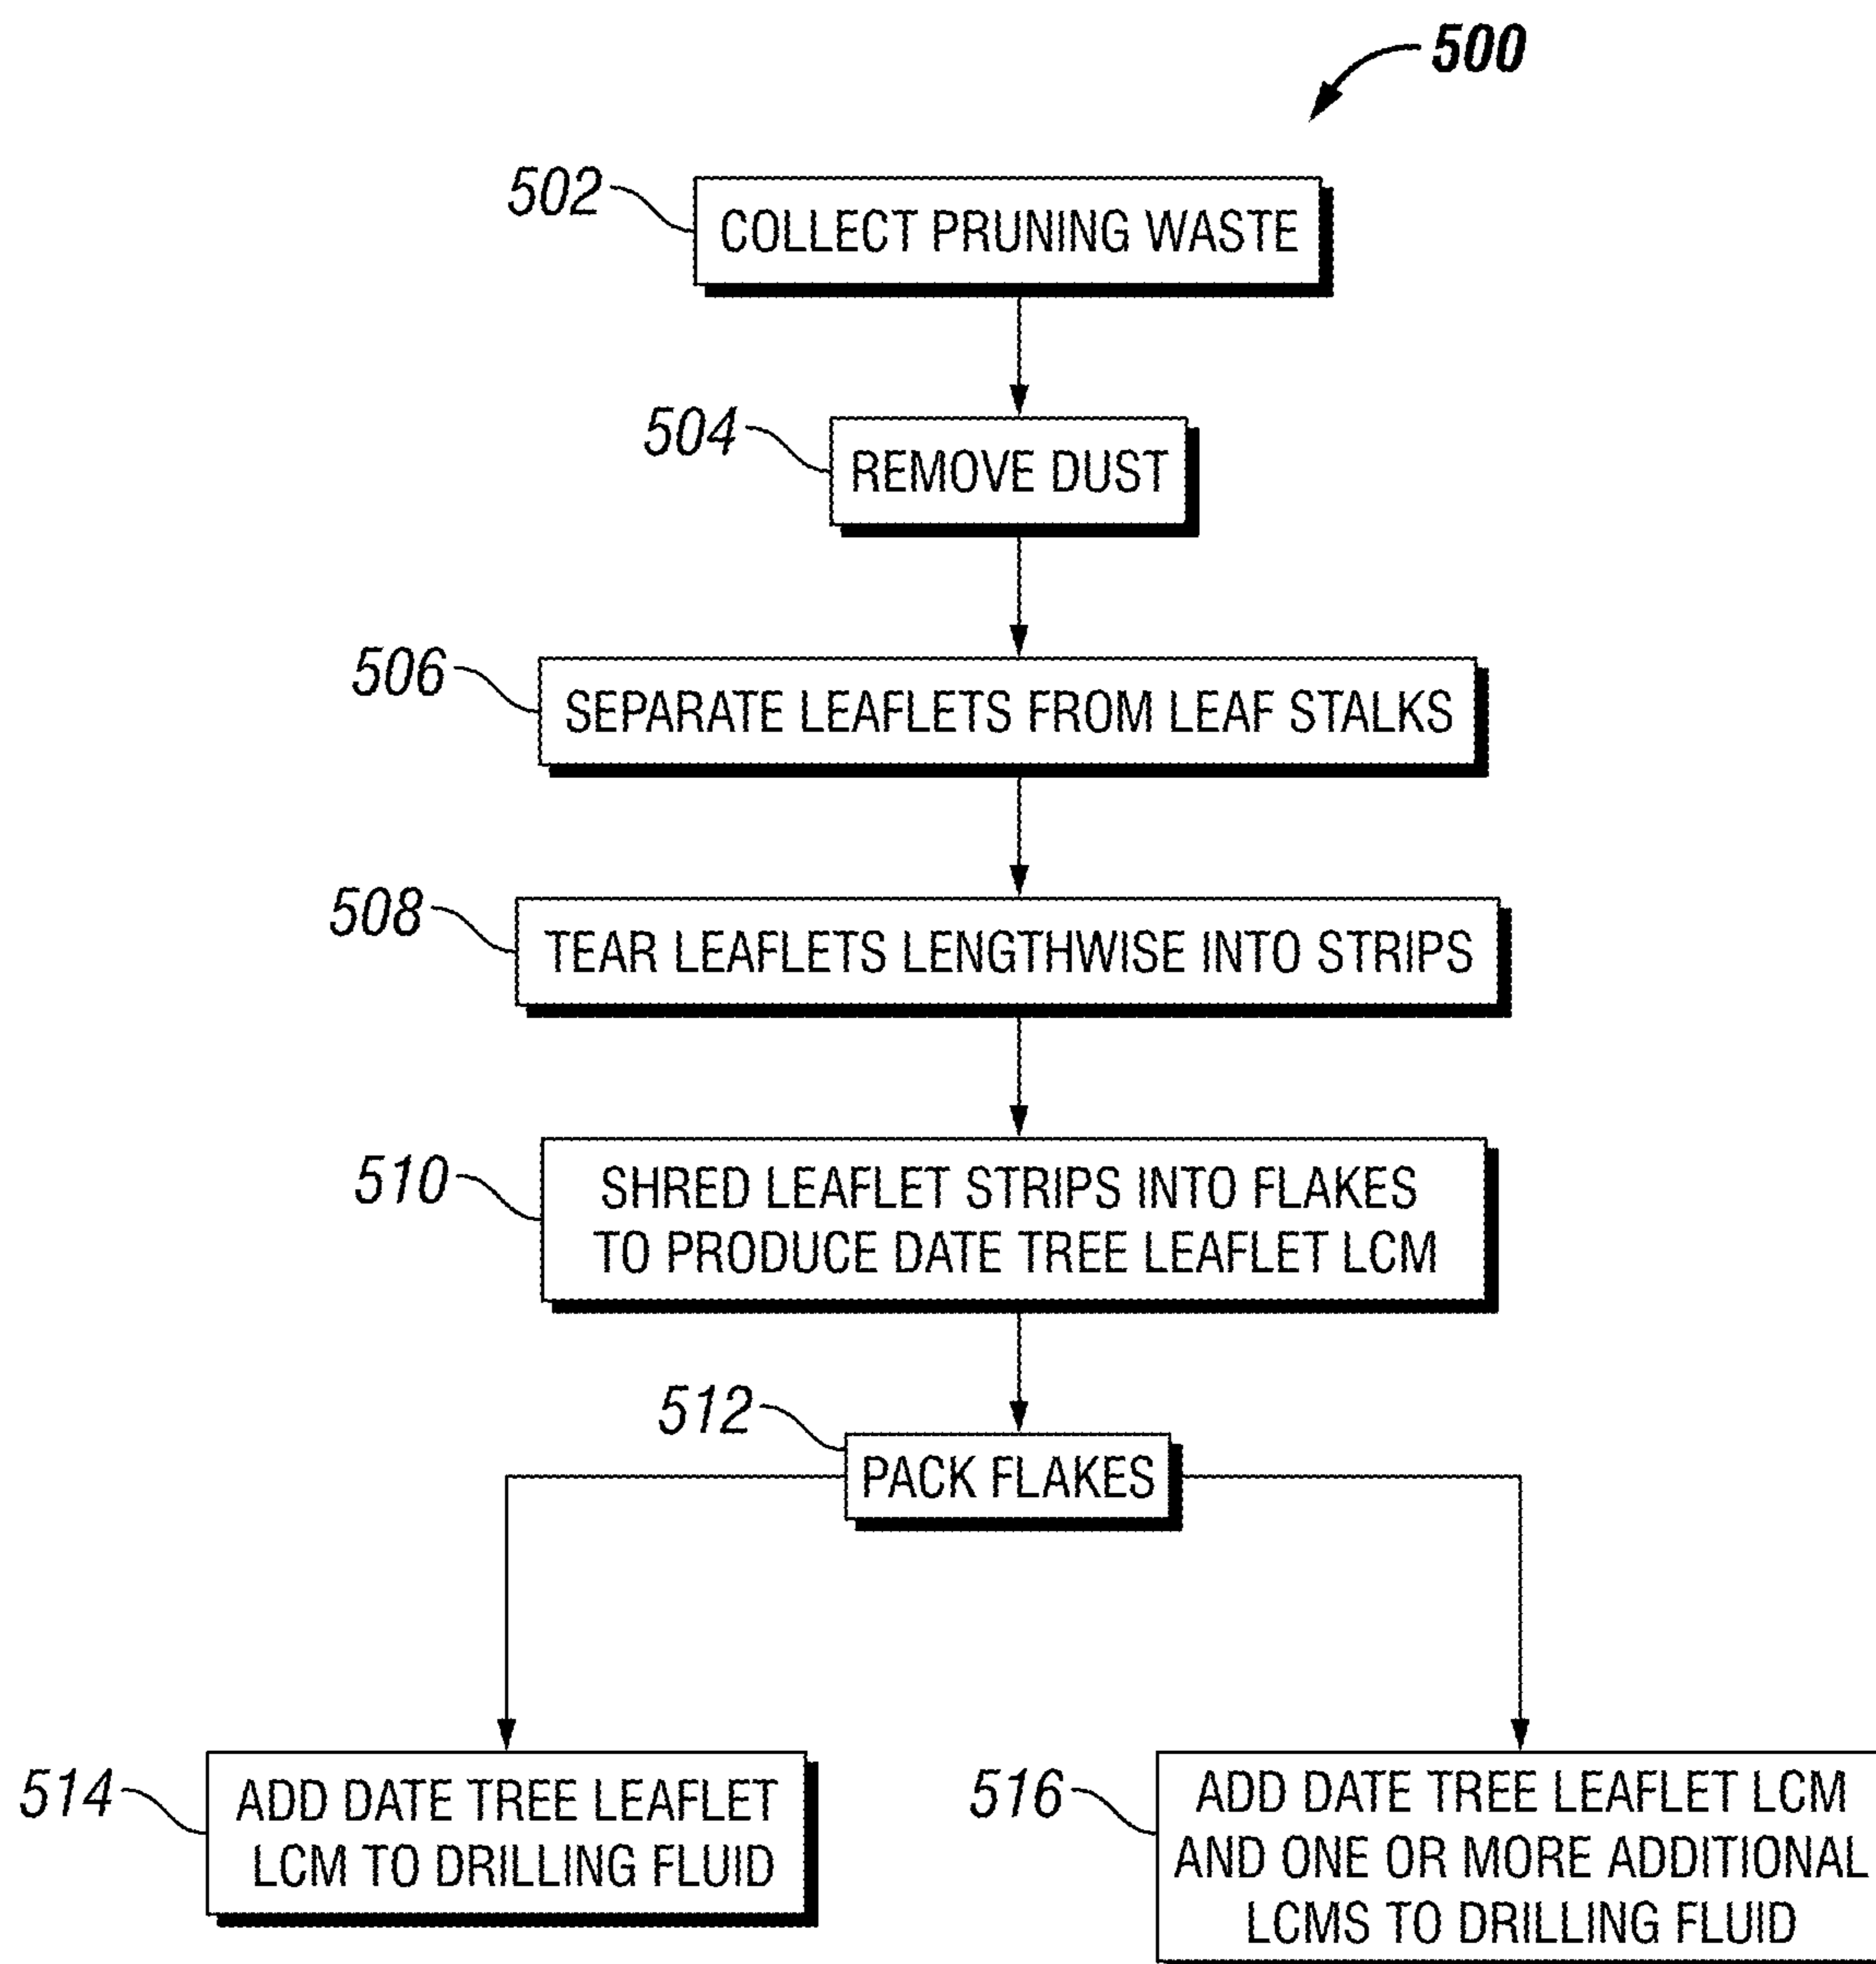 500
502
COLLECT PRUNING WASTE
504
REMOVE DUST
506
SEPARATE LEAFLETS FROM LEAF STALKS
508
TEAR LEAFLETS LENGTHWISE INTO STRIPS
510
SHRED LEAFLET STRIPS INTO FLAKES
TO PRODUCE DATE TREE LEAFLET LCM
512
PACK FLAKES
514
ADD DATE TREE LEAFLET
LCM TO DRILLING FLUID
516
ADD DATE TREE LEAFLET LCM
AND ONE OR MORE ADDITIONAL
LCMS TO DRILLING FLUID